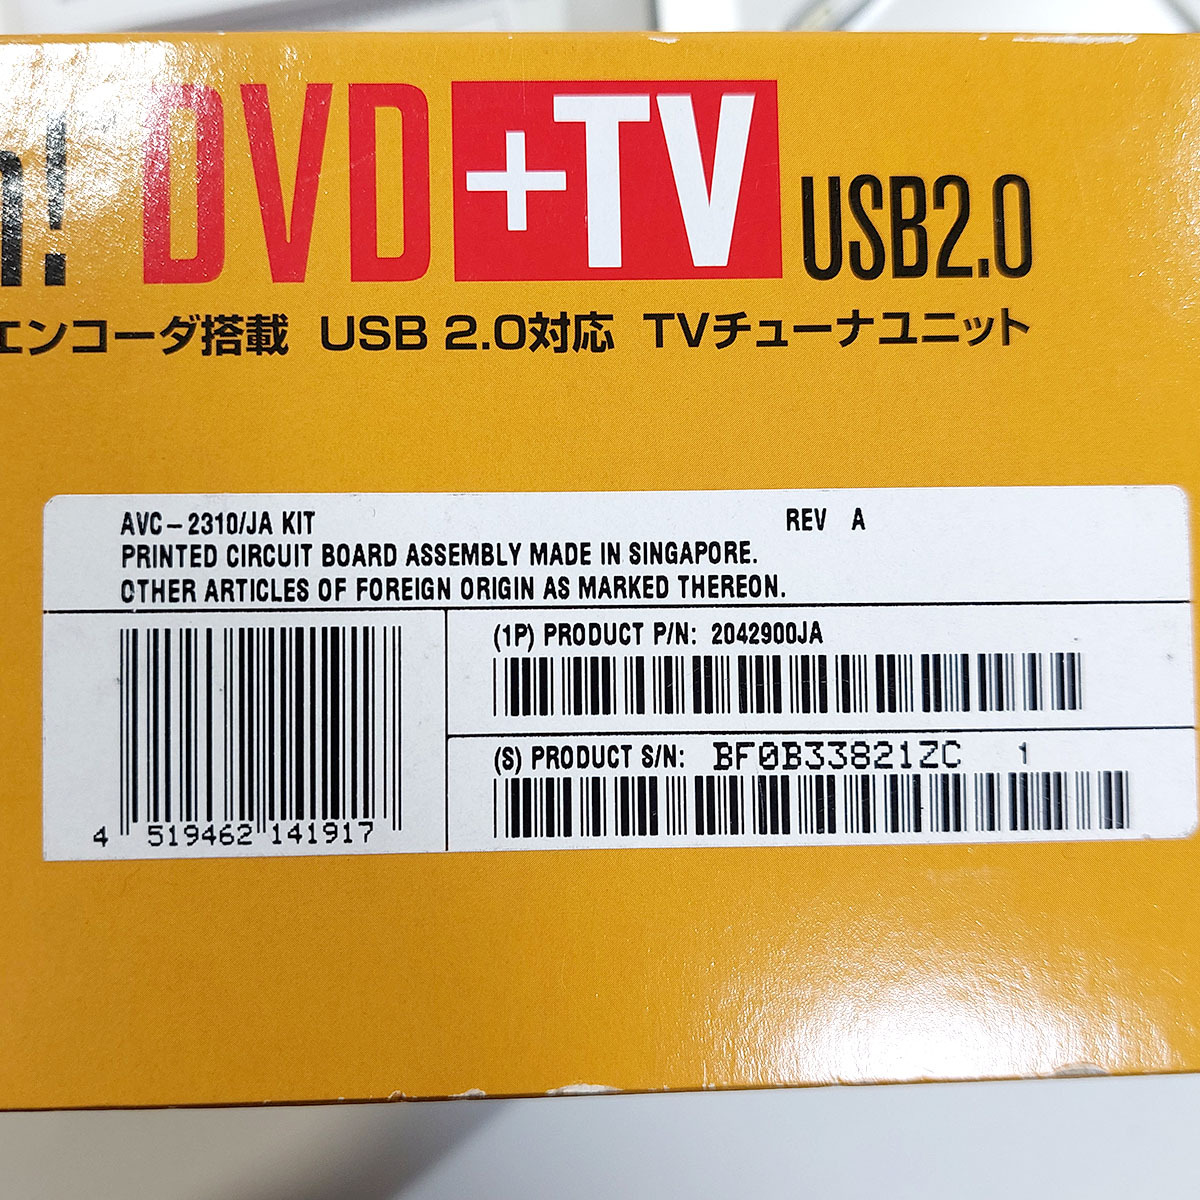 h! DVD +TV USB2.0
エンコーダ搭載 USB 2.0対応 TVチューナユニット
AVC-2310/JA KIT REV A
PRINTED CIRCUIT BOARD ASSEMBLY MADE IN SINGAPORE.
OTHER ARTICLES OF FOREIGN ORIGIN AS MARKED THEREON.
(1P) PRODUCT P/N: 2042900JA
(S) PRODUCT S/N: BF0B33821ZC 1
4 519462 141917